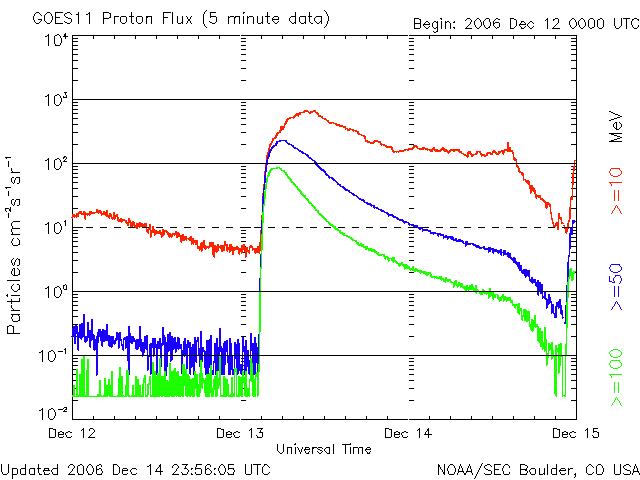 GOES11 Proton Flux (5 minute data)
Begin: 2006 Dec 12 0000 UTC
10⁴
10³
10²
10¹
10⁰
10⁻¹
10⁻²
Particles cm⁻²s⁻¹sr⁻¹
MeV
>=10
>=50
>=100
Dec 12
Dec 13
Dec 14
Dec 15
Universal Time
Updated 2006 Dec 14 23:56:05 UTC
NOAA/SEC Boulder, CO USA